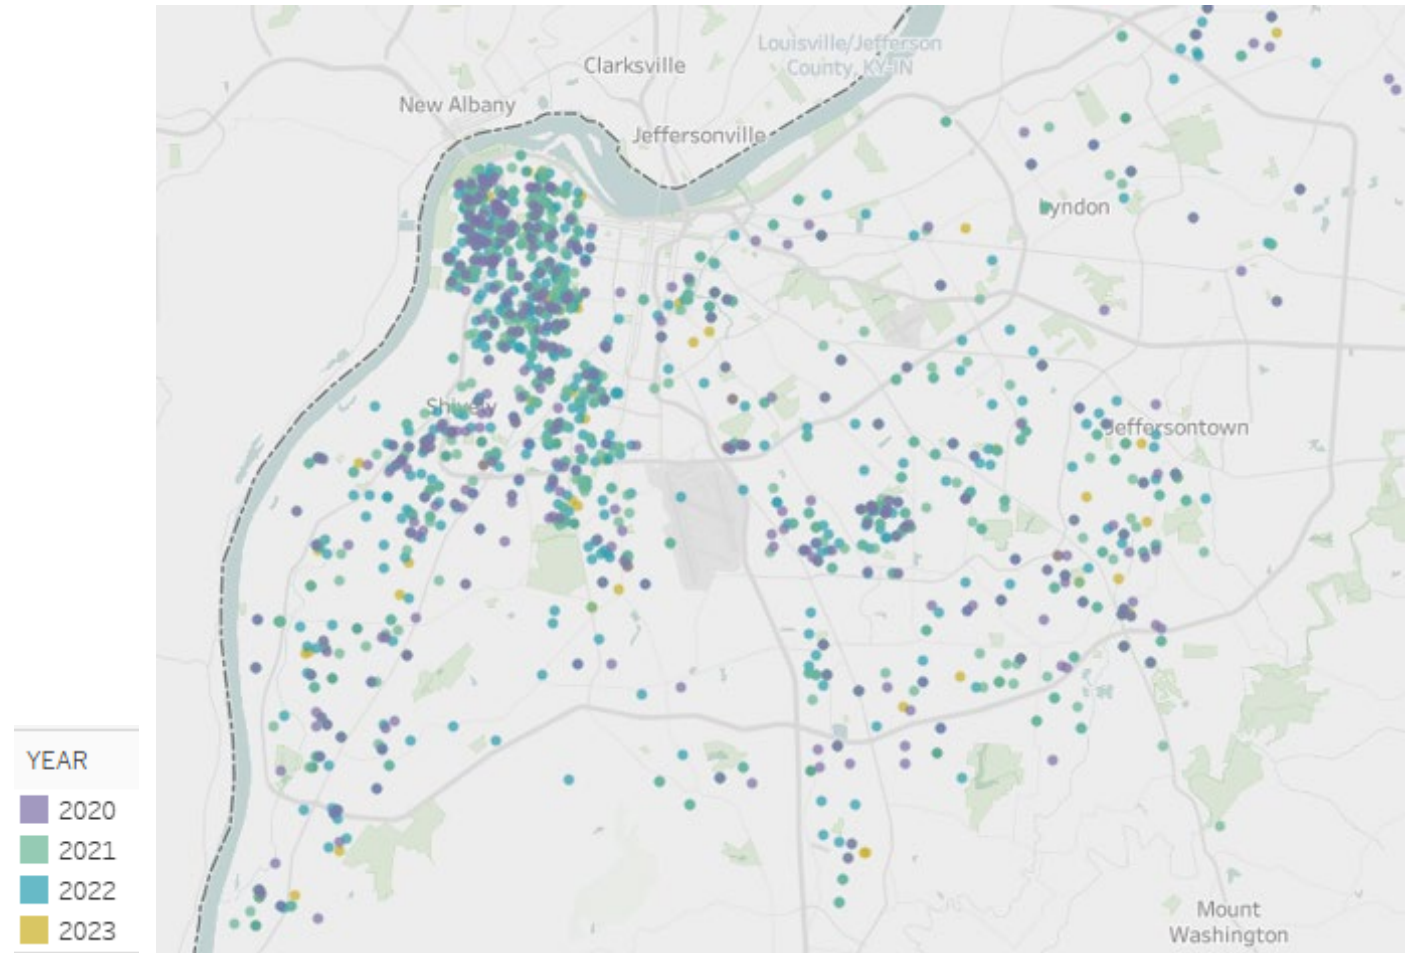 Louisville/Jefferson
County, KY-IN
Clarksville
New Albany
Jeffersonville
Lyndon
Shively
Jeffersontown
YEAR
2020
2021
2022
2023
Mount
Washington